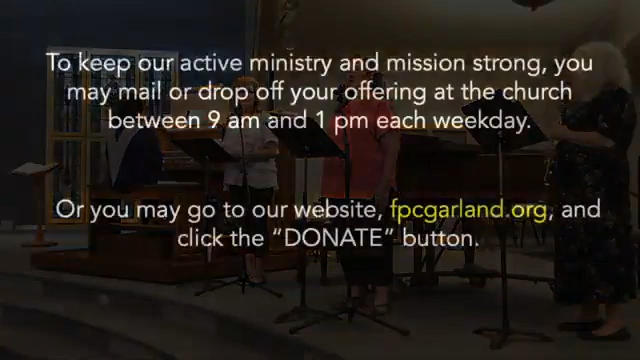 To keep our active ministry and mission strong, you
may mail or drop off your offering at the church
between 9 am and 1 pm each weekday.
Or you may go to our website, fpcgarland.org, and
click the “DONATE” button.